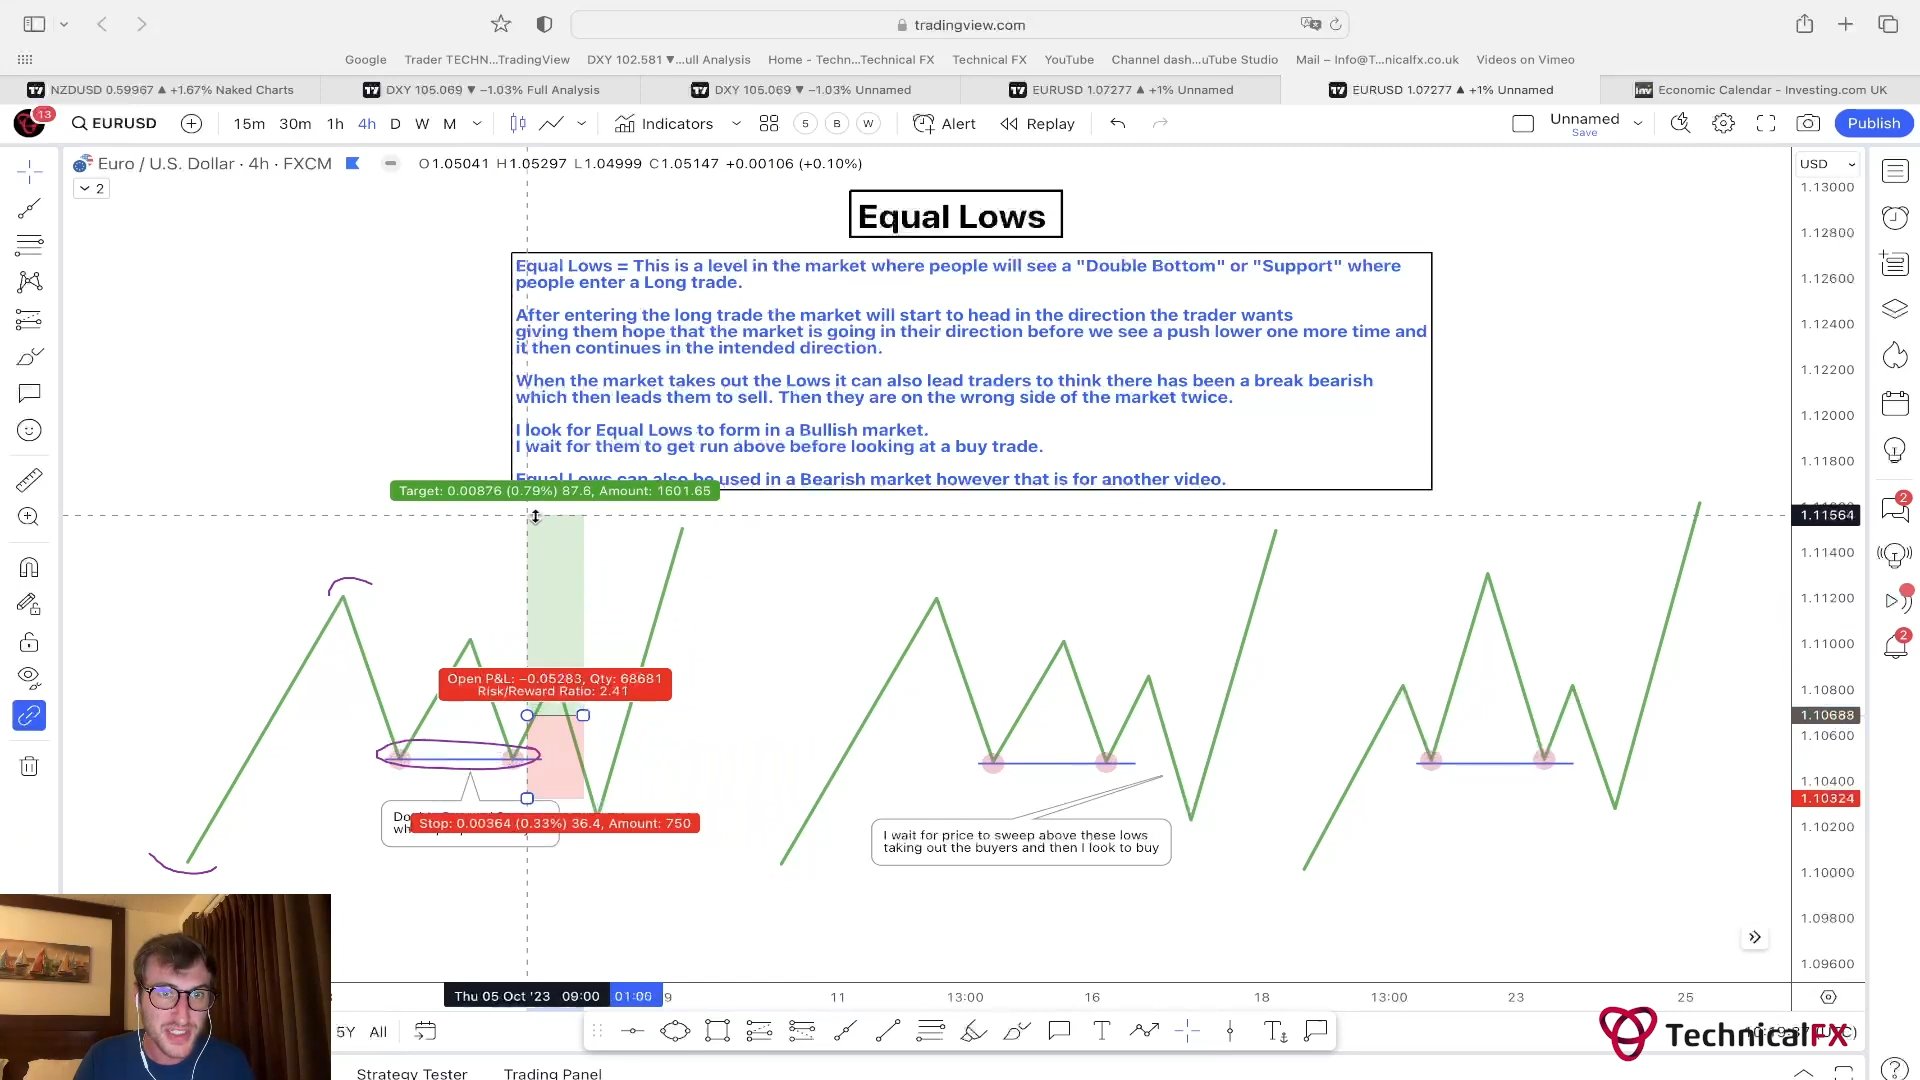 tradingview.com
Google
Trader TECHN...TradingView
DXY 102.581 ▼...ull Analysis
Home - Techn...Technical FX
Technical FX
YouTube
Channel dash...uTube Studio
Mail – Info@T...nicalfx.co.uk
Videos on Vimeo
NZDUSD 0.59967 ▲ +1.67% Naked Charts
DXY 105.069 ▼ −1.03% Full Analysis
DXY 105.069 ▼ −1.03% Unnamed
EURUSD 1.07277 ▲ +1% Unnamed
EURUSD 1.07277 ▲ +1% Unnamed
Economic Calendar - Investing.com UK
13
EURUSD
15m 30m 1h 4h D W M
Indicators
5 B W
Alert
Replay
Unnamed
Save
Publish
Euro / U.S. Dollar · 4h · FXCM
O1.05041 H1.05297 L1.04999 C1.05147 +0.00106 (+0.10%)
2
USD
Equal Lows
Equal Lows = This is a level in the market where people will see a "Double Bottom" or "Support" where
people enter a Long trade.
After entering the long trade the market will start to head in the direction the trader wants
giving them hope that the market is going in their direction before we see a push lower one more time and
it then continues in the intended direction.
When the market takes out the Lows it can also lead traders to think there has been a break bearish
which then leads them to sell. Then they are on the wrong side of the market twice.
I look for Equal Lows to form in a Bullish market.
I wait for them to get run above before looking at a buy trade.
Equal Lows can also be used in a Bearish market however that is for another video.
Target: 0.00876 (0.79%) 87.6, Amount: 1601.65
Open P&L: −0.05283, Qty: 68681
Risk/Reward Ratio: 2.41
Stop: 0.00364 (0.33%) 36.4, Amount: 750
I wait for price to sweep above these lows
taking out the buyers and then I look to buy
1.13000
1.12800
1.12600
1.12400
1.12200
1.12000
1.11800
1.11564
1.11400
1.11200
1.11000
1.10800
1.10688
1.10600
1.10400
1.10324
1.10200
1.10000
1.09800
1.09600
2
2
Thu 05 Oct '23 09:00
01:00
9
11
13:00
16
18
13:00
23
25
5Y All
TechnicalFX
Strategy Tester
Trading Panel